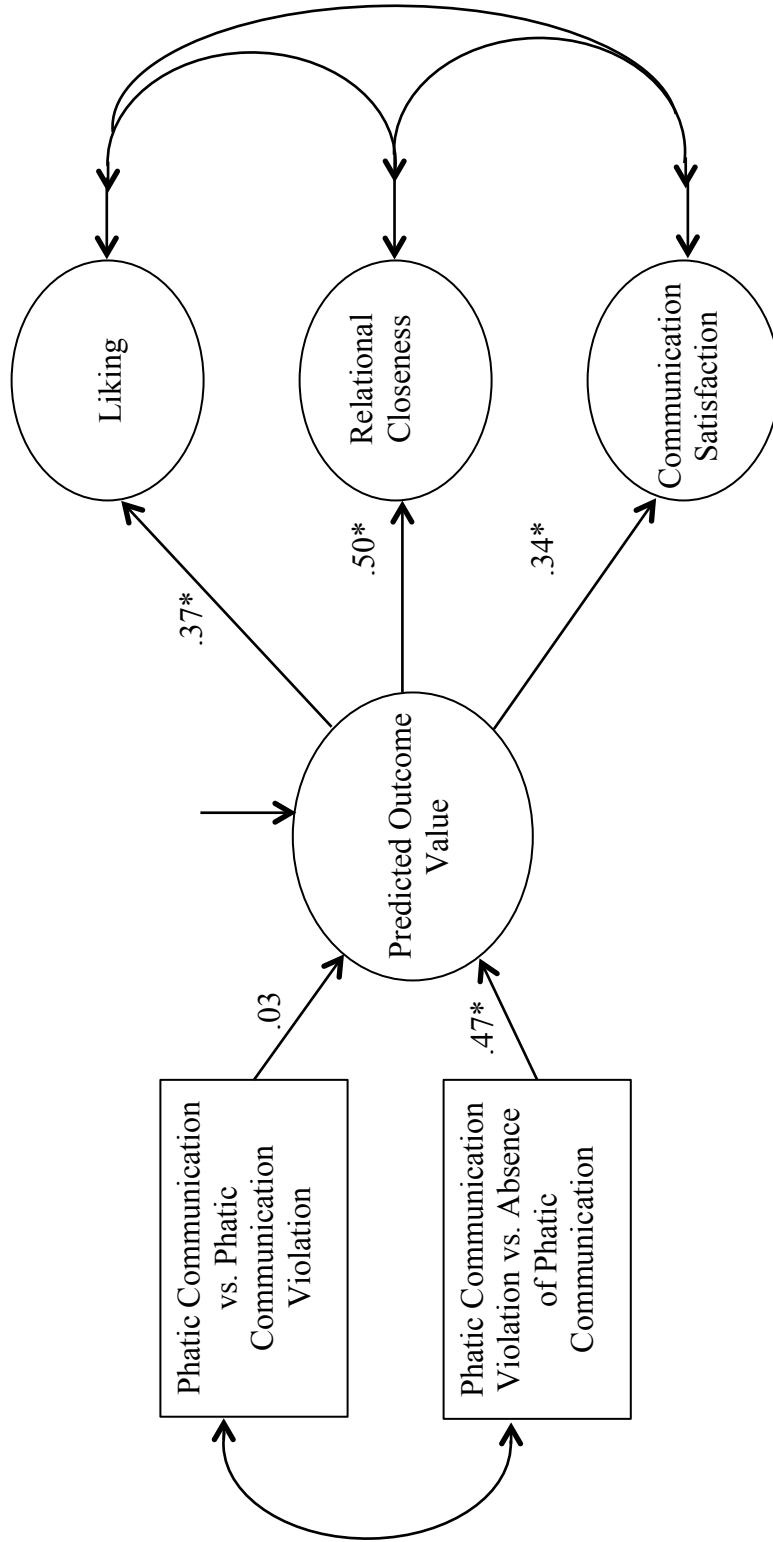 Phatic Communication
vs. Phatic
Communication
Violation
Phatic Communication
Violation vs. Absence
of Phatic
Communication
.03
.47*
Predicted Outcome
Value
.37*
.50*
.34*
Liking
Relational
Closeness
Communication
Satisfaction